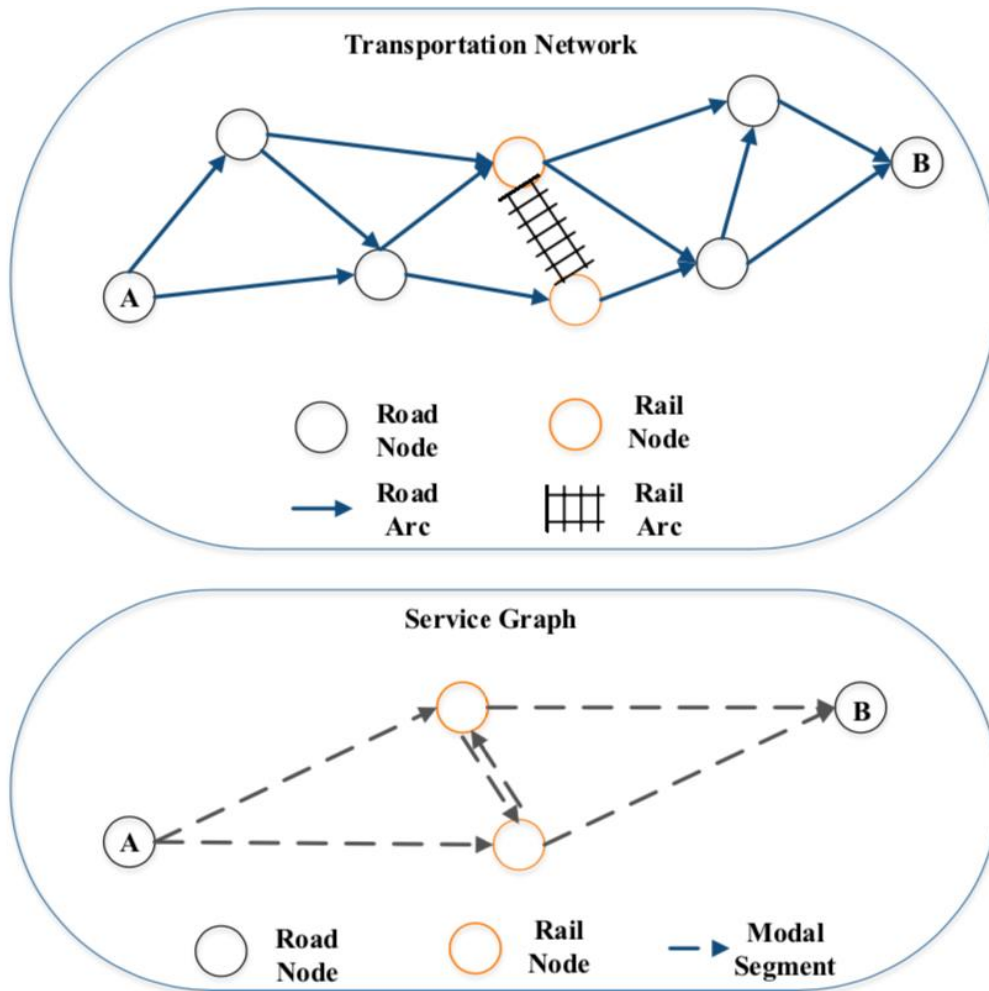 Transportation Network
B
A
Road
Node
Rail
Node
Road
Arc
Rail
Arc
Service Graph
B
A
Road
Node
Rail
Node
Modal
Segment